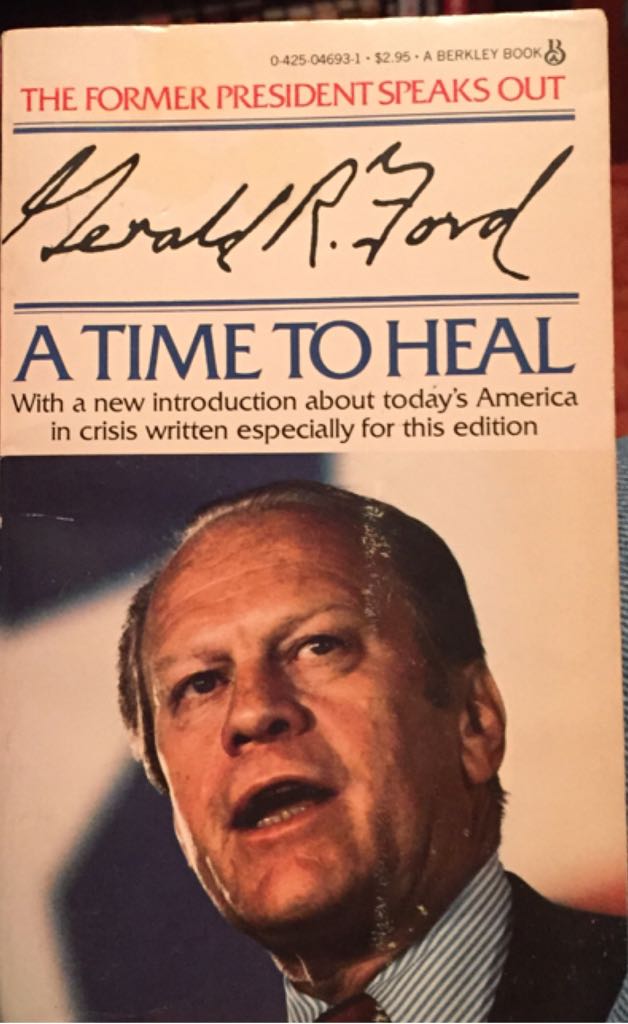 0-425-04693-1 • $2.95 • A BERKLEY BOOK
THE FORMER PRESIDENT SPEAKS OUT
Gerald R. Ford
A TIME TO HEAL
With a new introduction about today's America
in crisis written especially for this edition